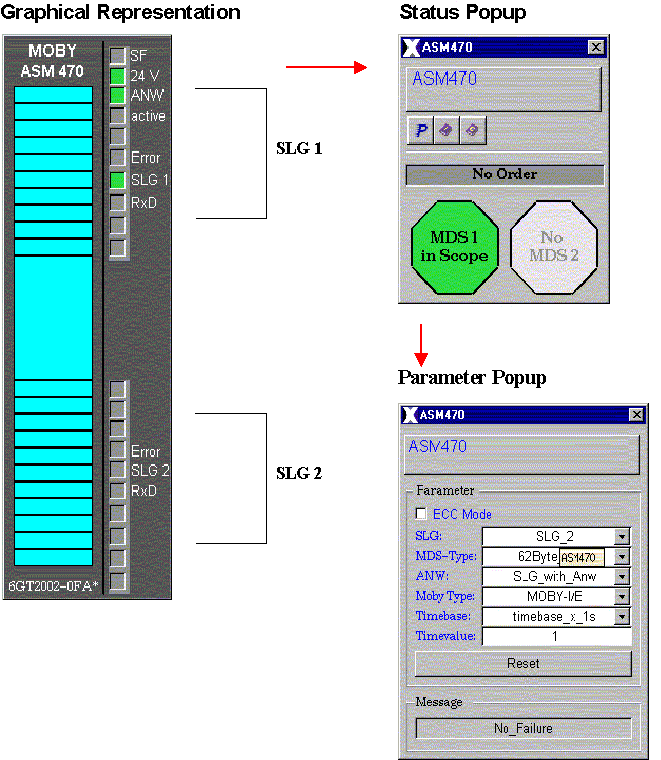 Graphical Representation
MOBY
ASM 470
SF
24 V
ANW
active
Error
SLG 1
RxD
Error
SLG 2
RxD
6GT2002-0FA*
SLG 1
SLG 2
Status Popup
ASM470
ASM470
P
No Order
MDS 1
in Scope
No
MDS 2
Parameter Popup
ASM470
ASM470
Parameter
ECC Mode
SLG:
SLG_2
MDS-Type:
62Byte
ASM470
ANW:
SLG_with_Anw
Moby Type:
MOBY-I/E
Timebase:
timebase_x_1s
Timevalue:
1
Reset
Message
No_Failure